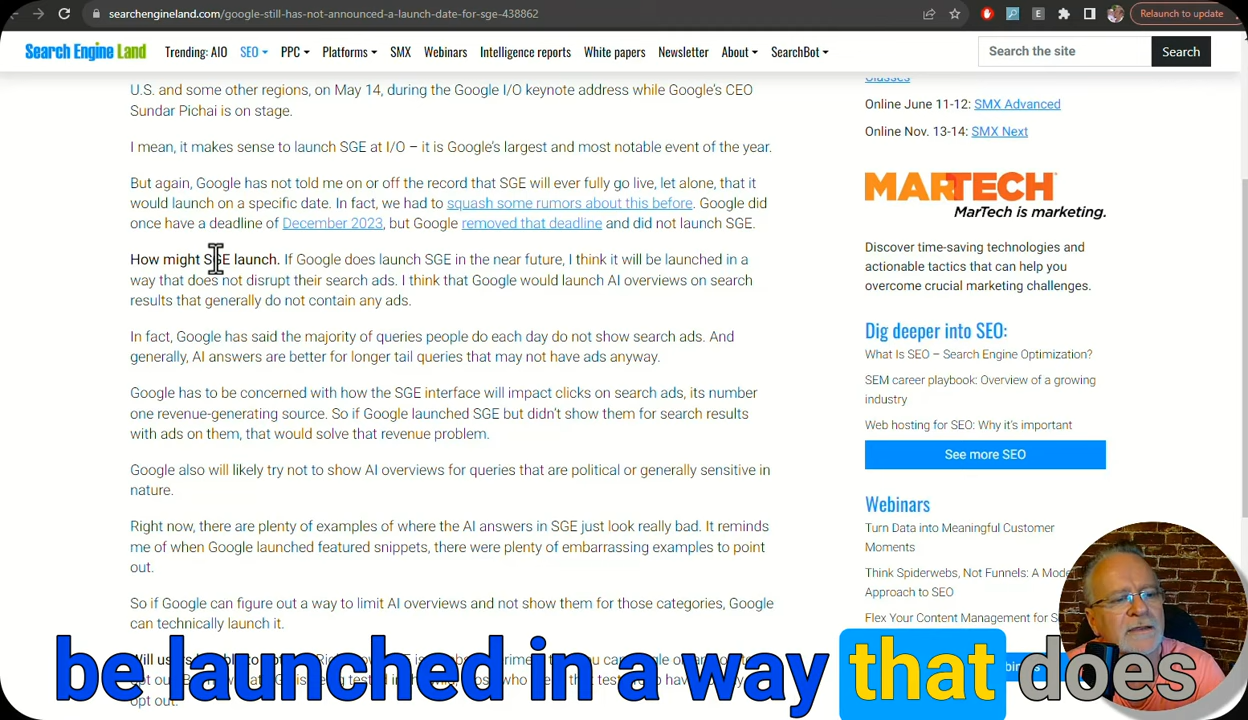 searchengineland.com/google-still-has-not-announced-a-launch-date-for-sge-438862
Relaunch to update
Search Engine Land
Trending: AIO SEO PPC Platforms SMX Webinars Intelligence reports White papers Newsletter About SearchBot
Search the site
Search
U.S. and some other regions, on May 14, during the Google I/O keynote address while Google's CEO
Sundar Pichai is on stage.
I mean, it makes sense to launch SGE at I/O – it is Google's largest and most notable event of the year.
But again, Google has not told me on or off the record that SGE will ever fully go live, let alone, that it
would launch on a specific date. In fact, we had to squash some rumors about this before. Google did
once have a deadline of December 2023, but Google removed that deadline and did not launch SGE.
How might SGE launch. If Google does launch SGE in the near future, I think it will be launched in a
way that does not disrupt their search ads. I think that Google would launch AI overviews on search
results that generally do not contain any ads.
In fact, Google has said the majority of queries people do each day do not show search ads. And
generally, AI answers are better for longer tail queries that may not have ads anyway.
Google has to be concerned with how the SGE interface will impact clicks on search ads, its number
one revenue-generating source. So if Google launched SGE but didn't show them for search results
with ads on them, that would solve that revenue problem.
Google also will likely try not to show AI overviews for queries that are political or generally sensitive in
nature.
Right now, there are plenty of examples of where the AI answers in SGE just look really bad. It reminds
me of when Google launched featured snippets, there were plenty of embarrassing examples to point
out.
So if Google can figure out a way to limit AI overviews and not show them for those categories, Google
can technically launch it.
Classes
Online June 11-12: SMX Advanced
Online Nov. 13-14: SMX Next
MARTECH
MarTech is marketing.
Discover time-saving technologies and
actionable tactics that can help you
overcome crucial marketing challenges.
Dig deeper into SEO:
What Is SEO – Search Engine Optimization?
SEM career playbook: Overview of a growing
industry
Web hosting for SEO: Why it's important
See more SEO
Webinars
Turn Data into Meaningful Customer
Moments
Think Spiderwebs, Not Funnels: A Mode
Approach to SEO
Flex Your Content Management for
be launched in a way that does
opt out.